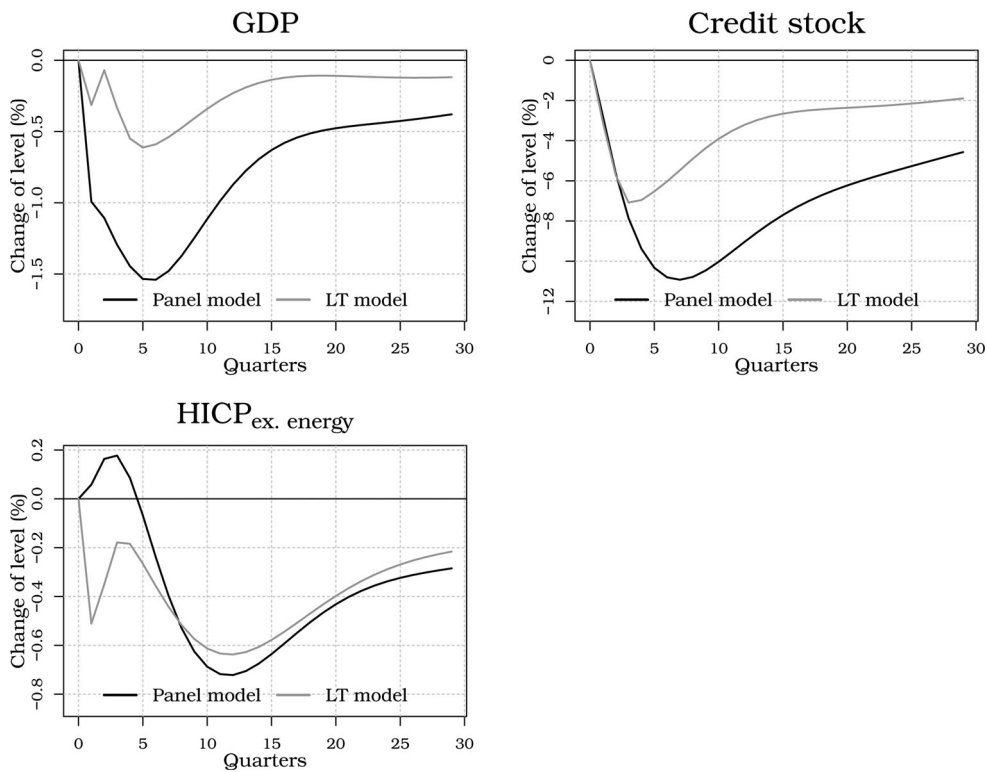 GDP
Change of level (%)
0.0
−0.5
−1.0
−1.5
Panel model LT model
0 5 10 15 20 25 30
Quarters
Credit stock
Change of level (%)
0
−2
−4
−6
−8
−12
Panel model LT model
0 5 10 15 20 25 30
Quarters
HICPex. energy
Change of level (%)
0.2
0.0
−0.2
−0.4
−0.6
−0.8
Panel model LT model
0 5 10 15 20 25 30
Quarters